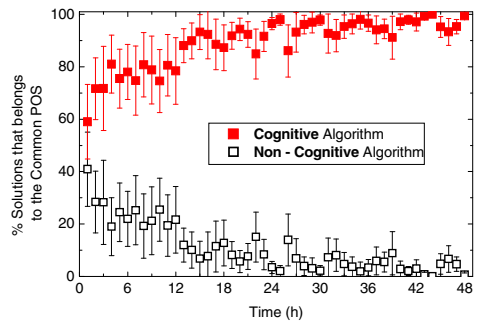 % Solutions that belongs
to the Common POS
100
80
60
40
20
0
Cognitive Algorithm
Non - Cognitive Algorithm
0 6 12 18 24 30 36 42 48
Time (h)